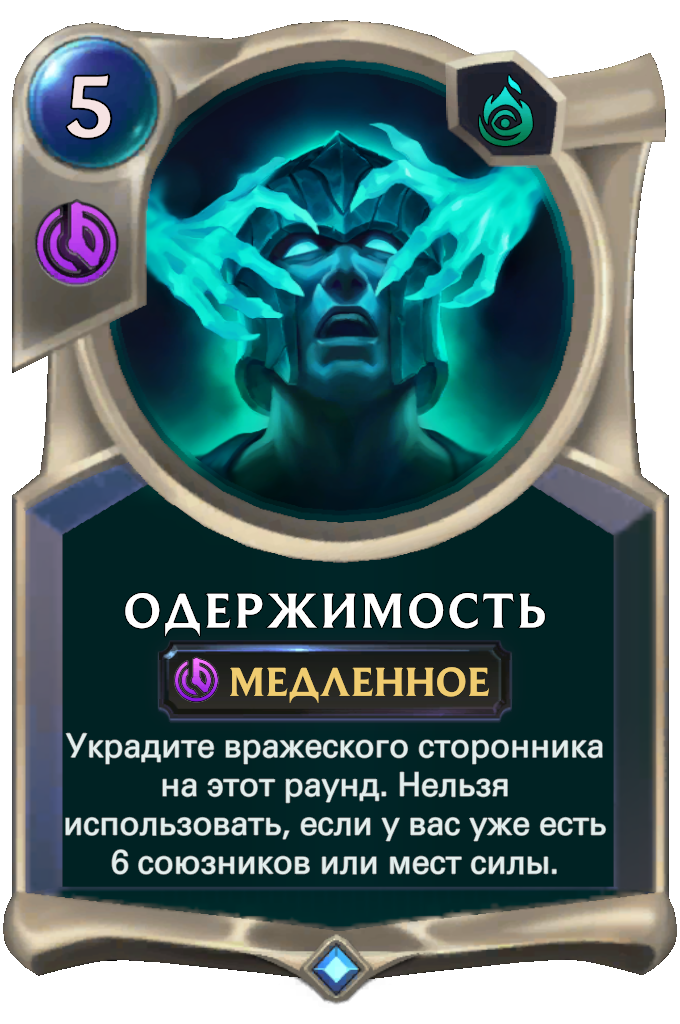 5
ОДЕРЖИМОСТЬ
МЕДЛЕННОЕ
Украдите вражеского сторонника
на этот раунд. Нельзя
использовать, если у вас уже есть
6 союзников или мест силы.